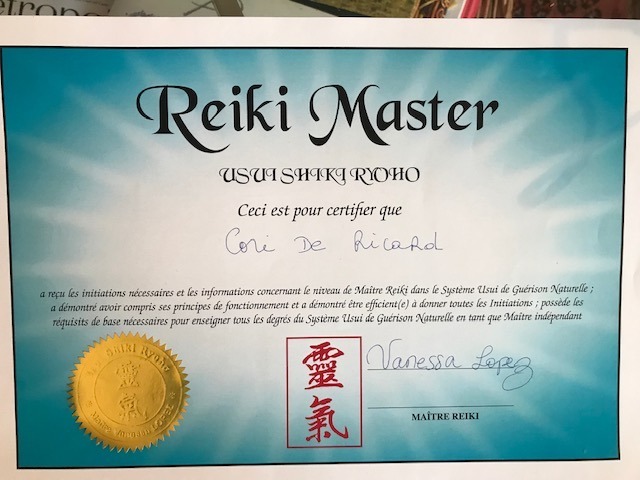 Reiki Master
USUI SHIKI RYOHO
Ceci est pour certifier que
Cori De Ricard
a reçu les initiations nécessaires et les informations concernant le niveau de Maître Reiki dans le Système Usui de Guérison Naturelle ;
a démontré avoir compris ses principes de fonctionnement et a démontré être efficient(e) à donner toutes les Initiations ; possède les
réquisits de base nécessaires pour enseigner tous les degrés du Système Usui de Guérison Naturelle en tant que Maître indépendant
Shiki Ryoho
靈
氣
靈
氣
Vanessa Lopez
MAÎTRE REIKI